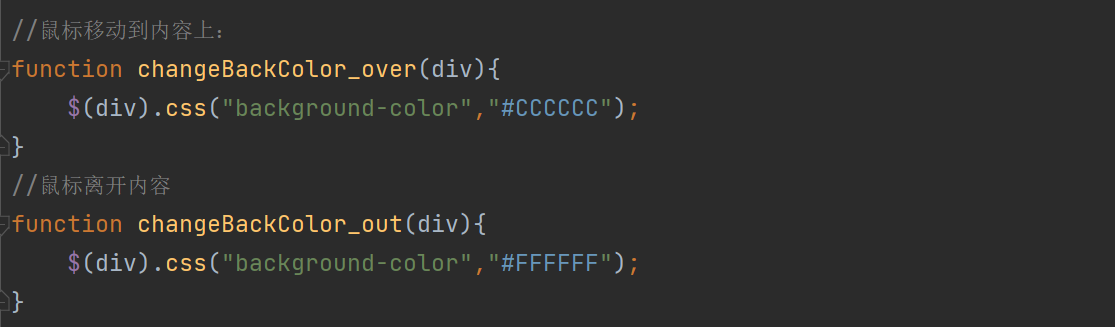 //鼠标移动到内容上:
function changeBackColor_over(div){
    $(div).css("background-color","#CCCCCC");
}
//鼠标离开内容
function changeBackColor_out(div){
    $(div).css("background-color","#FFFFFF");
}